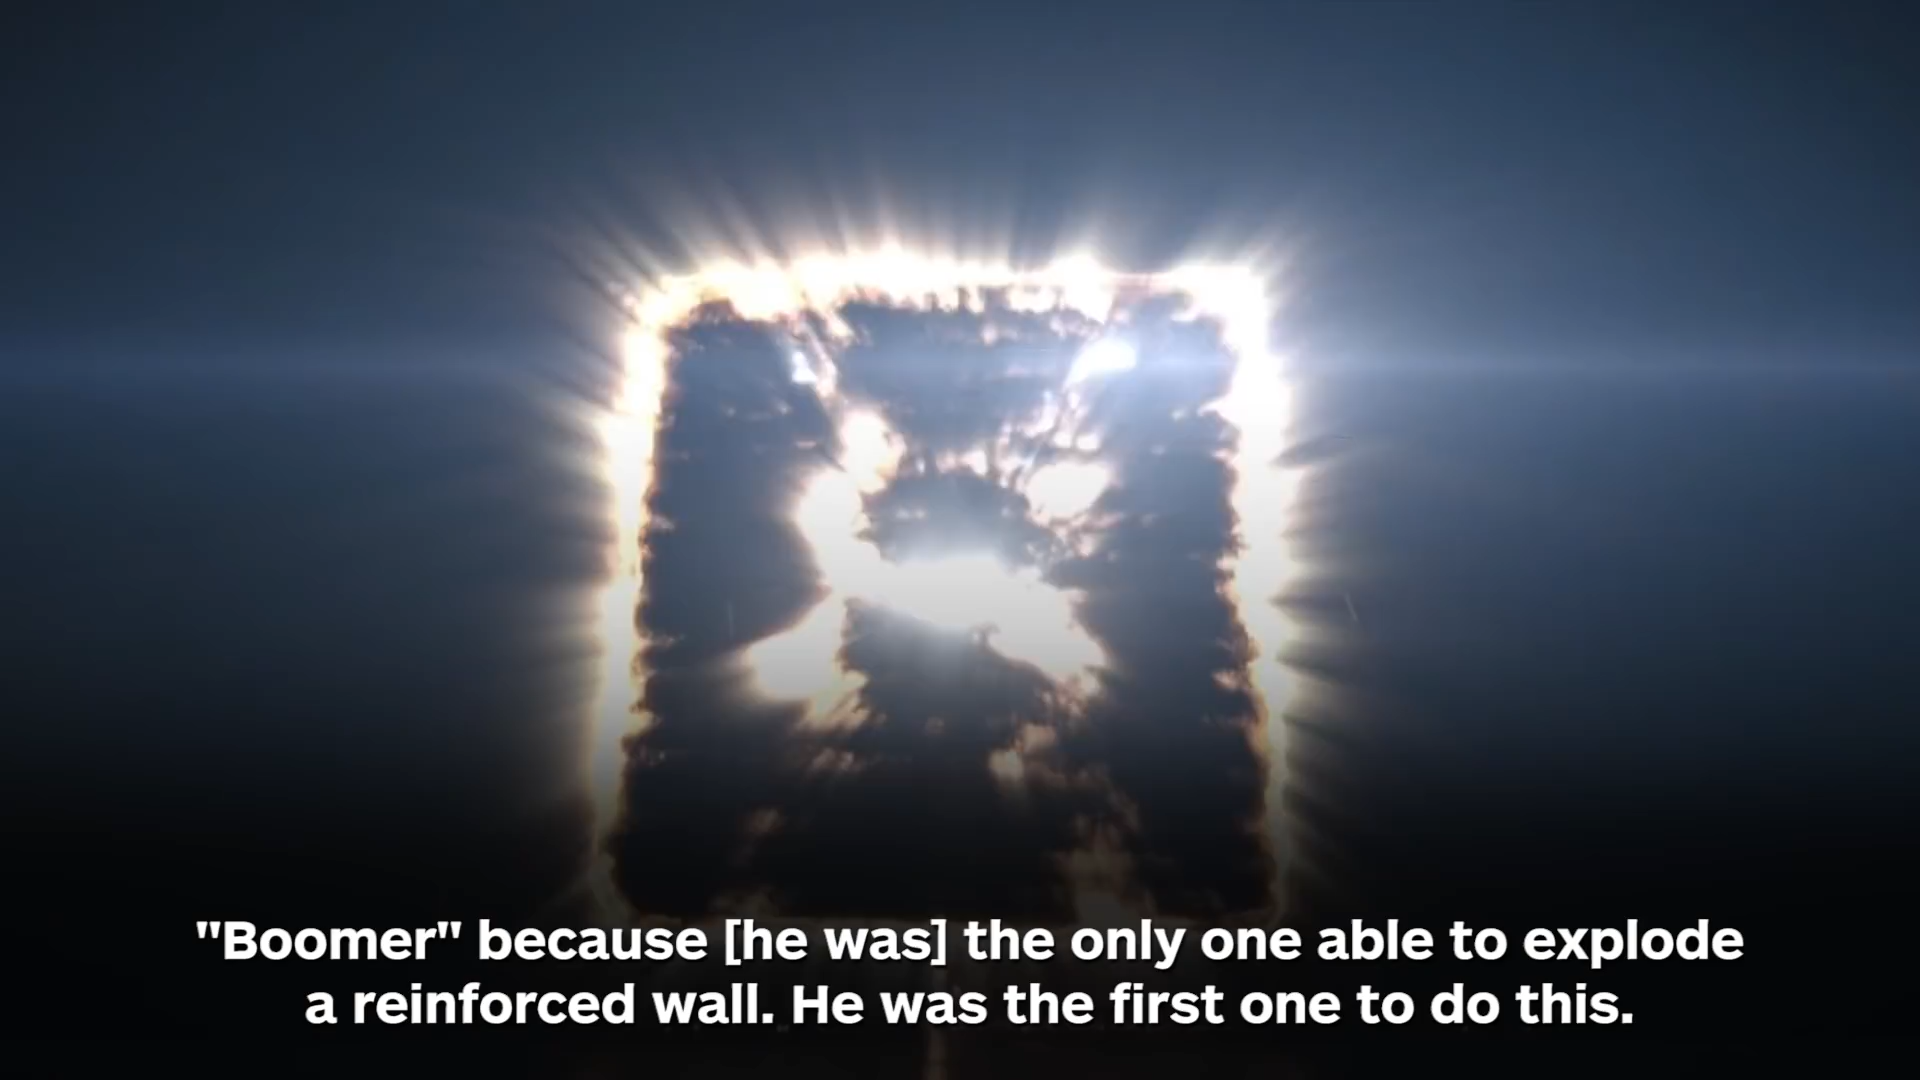 "Boomer" because [he was] the only one able to explode
a reinforced wall. He was the first one to do this.